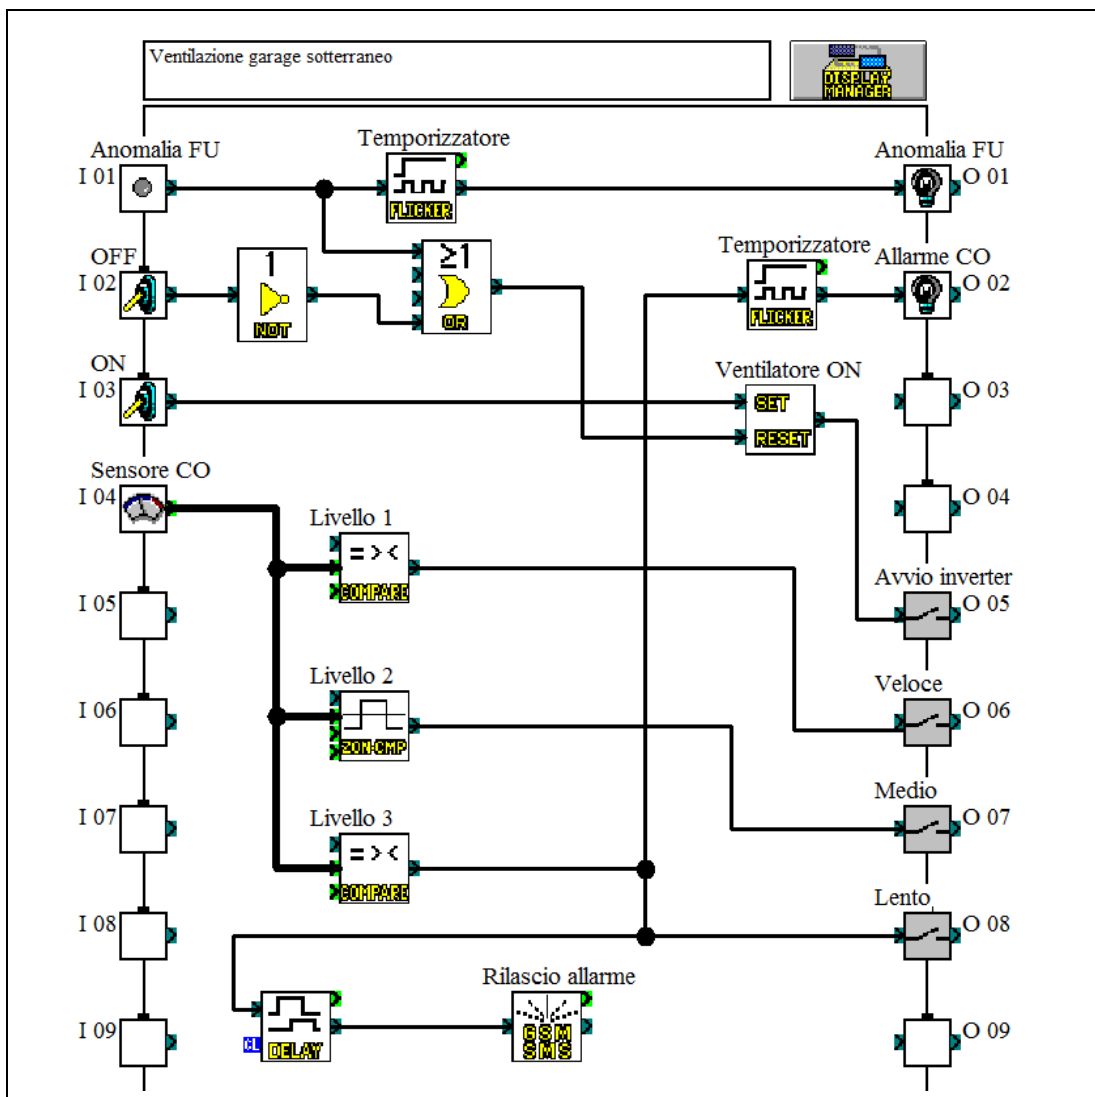 Ventilazione garage sotterraneo
DISPLAY
MANAGER
Anomalia FU
Temporizzatore
Anomalia FU
I 01
FLICKER
O 01
OFF
≥1
Temporizzatore
Allarme CO
I 02
1
NOT
OR
FLICKER
O 02
ON
Ventilatore ON
I 03
SET
RESET
O 03
Sensore CO
I 04
O 04
Livello 1
= ><
COMPARE
Avvio inverter
I 05
O 05
Livello 2
Veloce
I 06
ZON-CMP
O 06
Livello 3
Medio
I 07
= ><
O 07
COMPARE
Lento
I 08
O 08
Rilascio allarme
I 09
CL
DELAY
GSM
SMS
O 09